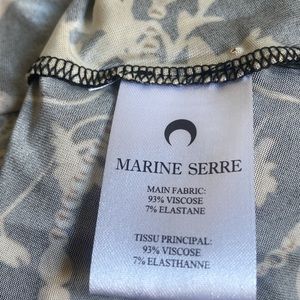 MARINE SERRE
MAIN FABRIC:
93% VISCOSE
7% ELASTANE
TISSU PRINCIPAL:
93% VISCOSE
7% ELASTHANNE